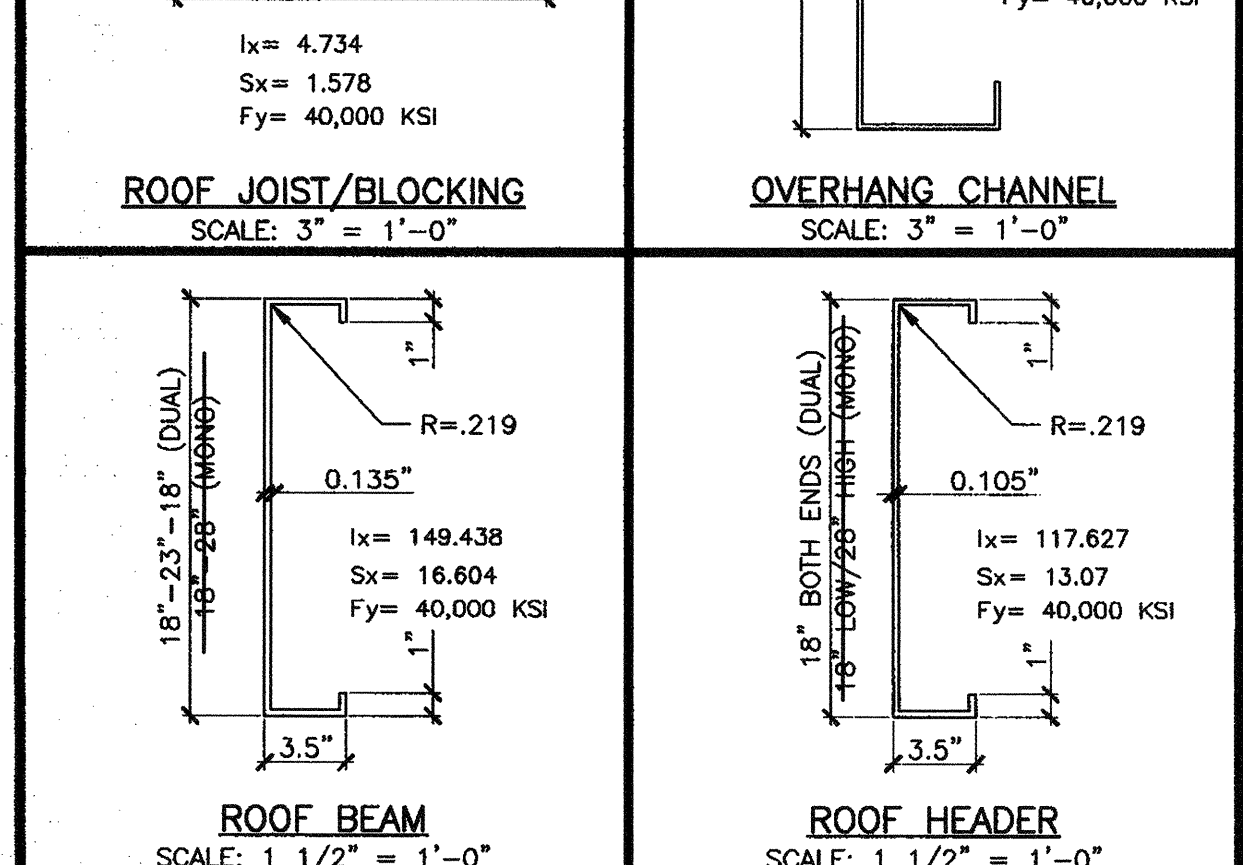 Ix= 4.734
Sx= 1.578
Fy= 40,000 KSI
ROOF JOIST/BLOCKING
SCALE: 3" = 1'-0"
Fy= 40,000 KSI
OVERHANG CHANNEL
SCALE: 3" = 1'-0"
18"-23"-18" (DUAL)
18"-28" (MONO)
1"
R=.219
0.135"
Ix= 149.438
Sx= 16.604
Fy= 40,000 KSI
1"
3.5"
ROOF BEAM
SCALE: 1 1/2" = 1'-0"
18" BOTH ENDS (DUAL)
18" LOW/28" HIGH (MONO)
1"
R=.219
0.105"
Ix= 117.627
Sx= 13.07
Fy= 40,000 KSI
1"
3.5"
ROOF HEADER
SCALE: 1 1/2" = 1'-0"